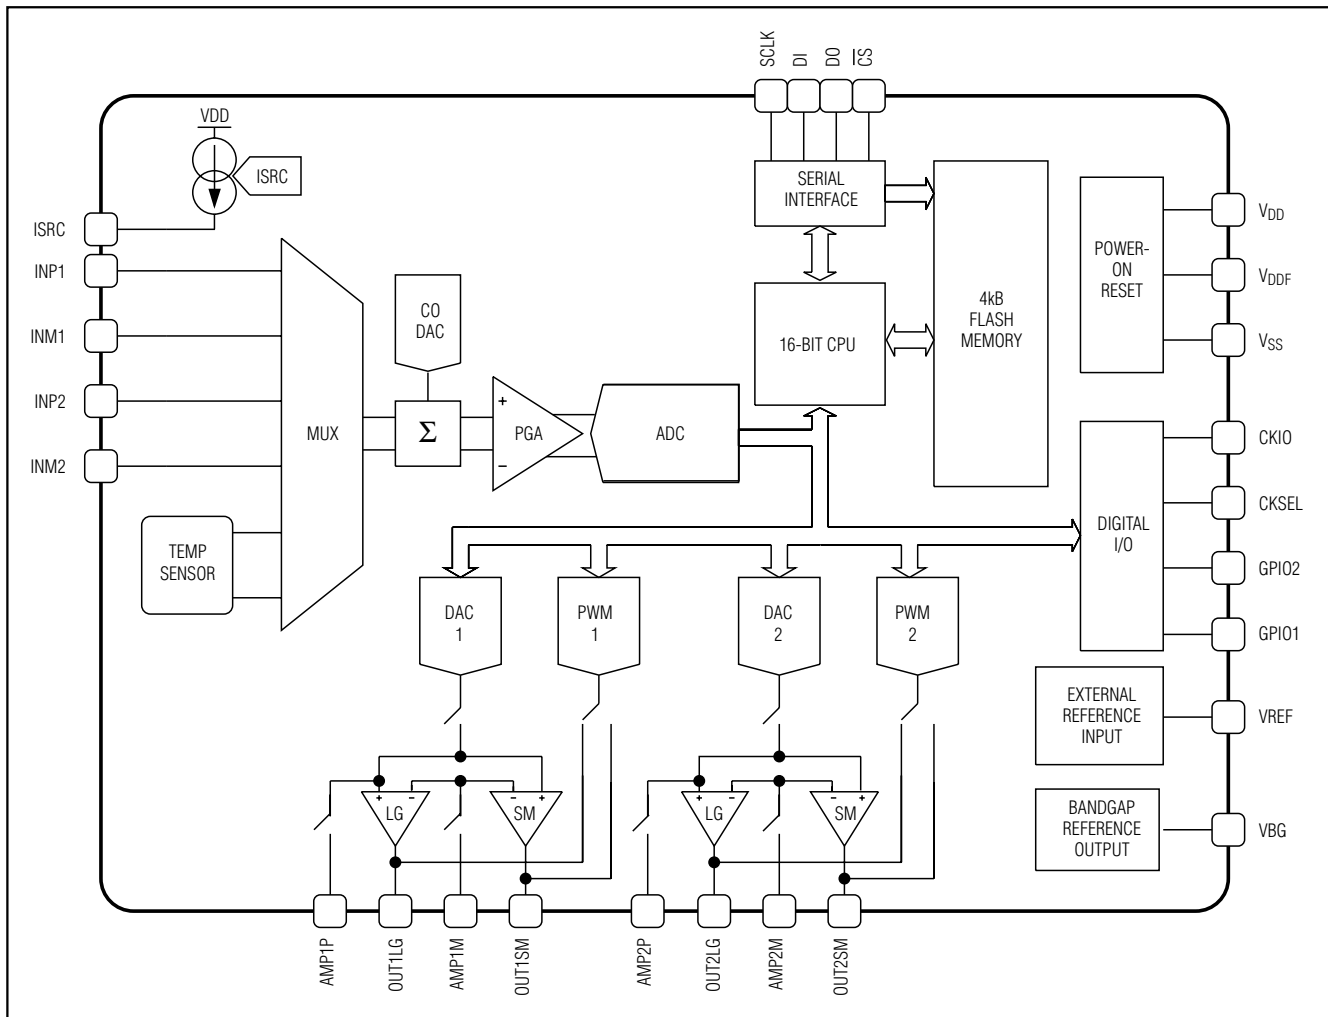 SCLK
DI
DO
CS
VDD
ISRC
ISRC
INP1
INM1
INP2
INM2
TEMP
SENSOR
MUX
CO
DAC
Σ
+
PGA
−
ADC
SERIAL
INTERFACE
16-BIT CPU
4kB
FLASH
MEMORY
POWER-
ON
RESET
VDD
VDDF
VSS
DIGITAL
I/O
CKIO
CKSEL
GPIO2
GPIO1
EXTERNAL
REFERENCE
INPUT
VREF
BANDGAP
REFERENCE
OUTPUT
VBG
DAC
1
PWM
1
DAC
2
PWM
2
+ −
LG
− +
SM
+ −
LG
− +
SM
AMP1P
OUT1LG
AMP1M
OUT1SM
AMP2P
OUT2LG
AMP2M
OUT2SM